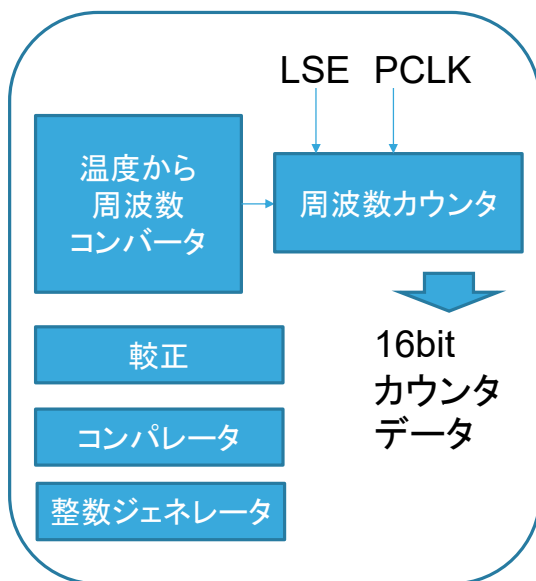 LSE PCLK
温度から
周波数
コンバータ
周波数カウンタ
16bit
カウンタ
データ
較正
コンパレータ
整数ジェネレータ